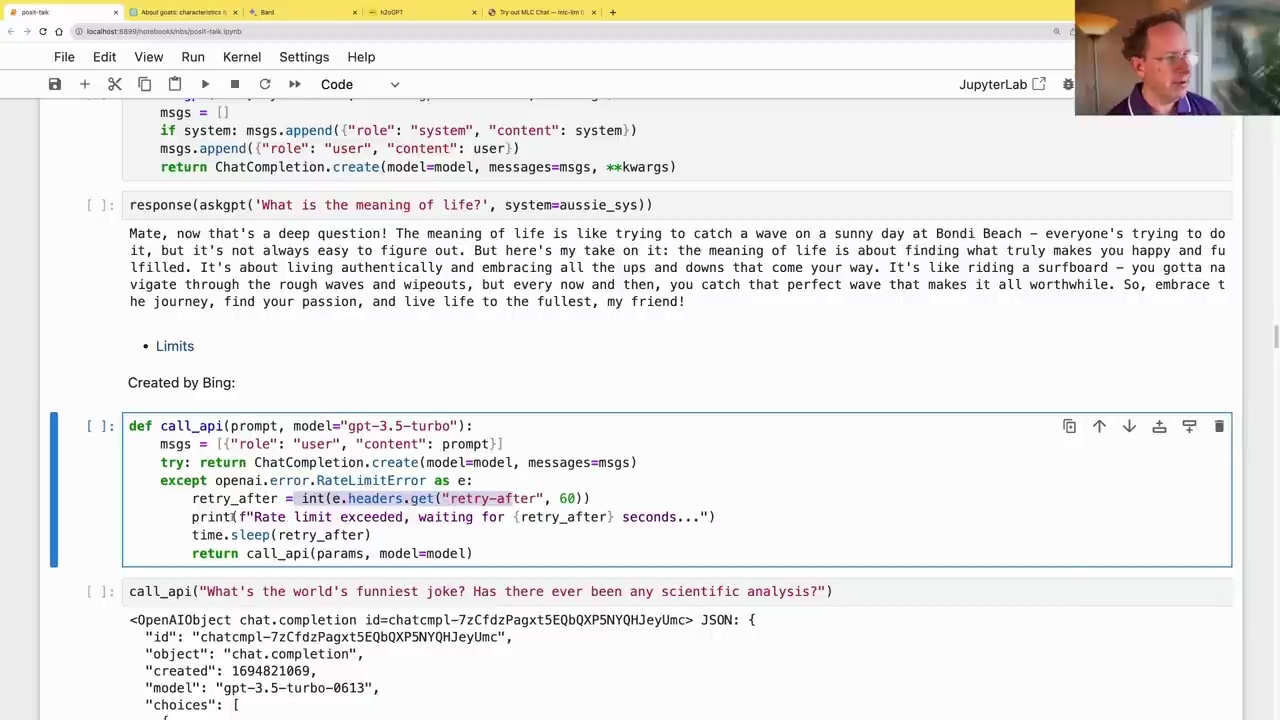 posit-talk
About goats: characteristics &
Bard
h2oGPT
Try out MLC Chat — mlc-llm
localhost:8899/notebooks/nbs/posit-talk.ipynb
File Edit View Run Kernel Settings Help
Code
JupyterLab
msgs = []
if system: msgs.append({"role": "system", "content": system})
msgs.append({"role": "user", "content": user})
return ChatCompletion.create(model=model, messages=msgs, **kwargs)
[ ]: response(askgpt('What is the meaning of life?', system=aussie_sys))
Mate, now that's a deep question! The meaning of life is like trying to catch a wave on a sunny day at Bondi Beach – everyone's trying to do
it, but it's not always easy to figure out. But here's my take on it: the meaning of life is about finding what truly makes you happy and fu
lfilled. It's about living authentically and embracing all the ups and downs that come your way. It's like riding a surfboard – you gotta na
vigate through the rough waves and wipeouts, but every now and then, you catch that perfect wave that makes it all worthwhile. So, embrace t
he journey, find your passion, and live life to the fullest, my friend!
• Limits
Created by Bing:
[ ]: def call_api(prompt, model="gpt-3.5-turbo"):
msgs = [{"role": "user", "content": prompt}]
try: return ChatCompletion.create(model=model, messages=msgs)
except openai.error.RateLimitError as e:
retry_after = int(e.headers.get("retry-after", 60))
print(f"Rate limit exceeded, waiting for {retry_after} seconds...")
time.sleep(retry_after)
return call_api(params, model=model)
[ ]: call_api("What's the world's funniest joke? Has there ever been any scientific analysis?")
<OpenAIObject chat.completion id=chatcmpl-7zCfdzPagxt5EQbQXP5NYQHJeyUmc> JSON: {
"id": "chatcmpl-7zCfdzPagxt5EQbQXP5NYQHJeyUmc",
"object": "chat.completion",
"created": 1694821069,
"model": "gpt-3.5-turbo-0613",
"choices": [
{